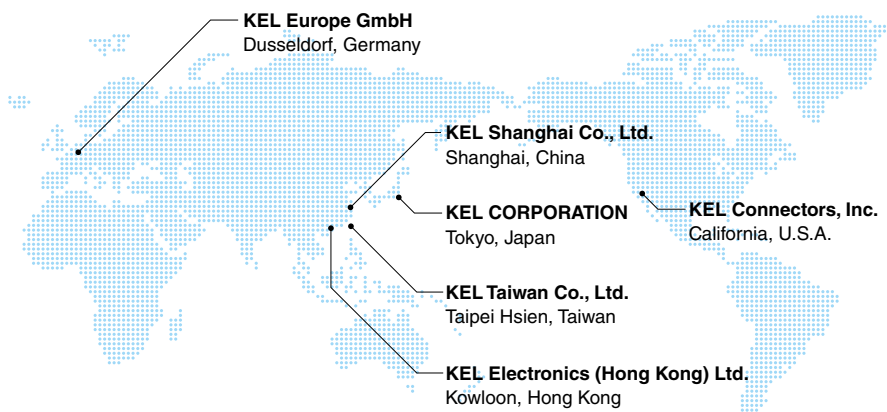 KEL Europe GmbH
Dusseldorf, Germany
KEL Shanghai Co., Ltd.
Shanghai, China
KEL CORPORATION
Tokyo, Japan
KEL Connectors, Inc.
California, U.S.A.
KEL Taiwan Co., Ltd.
Taipei Hsien, Taiwan
KEL Electronics (Hong Kong) Ltd.
Kowloon, Hong Kong